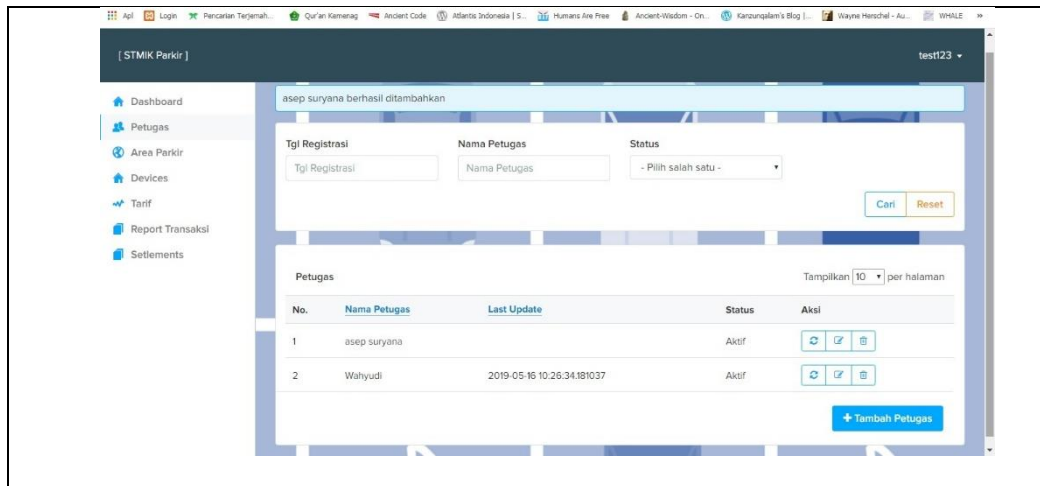 Apl Login Pencarian Terjemah... Qur'an Kemenag Ancient Code Atlantis Indonesia | S... Humans Are Free Ancient-Wisdom - On... Kanzunqalam's Blog |... Wayne Herschel - Au... WHALE »
[ STMIK Parkir ] test123
Dashboard
Petugas
Area Parkir
Devices
Tarif
Report Transaksi
Setlements
asep suryana berhasil ditambahkan
Tgl Registrasi Nama Petugas Status
Tgl Registrasi Nama Petugas - Pilih salah satu -
Cari Reset
Petugas Tampilkan 10 per halaman
No. Nama Petugas Last Update Status Aksi
1 asep suryana Aktif
2 Wahyudi 2019-05-16 10:26:34.181037 Aktif
+ Tambah Petugas